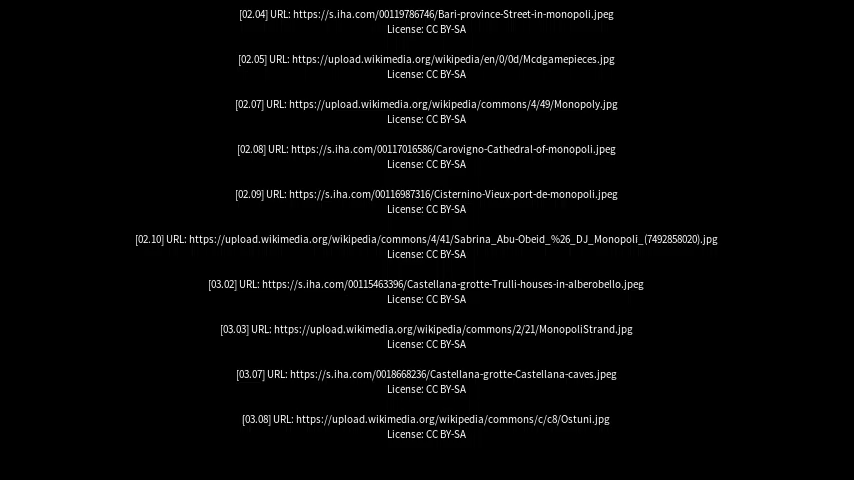 [02.04] URL: https://s.iha.com/00119786746/Bari-province-Street-in-monopoli.jpeg
License: CC BY-SA
[02.05] URL: https://upload.wikimedia.org/wikipedia/en/0/0d/Mcdgamepieces.jpg
License: CC BY-SA
[02.07] URL: https://upload.wikimedia.org/wikipedia/commons/4/49/Monopoly.jpg
License: CC BY-SA
[02.08] URL: https://s.iha.com/00117016586/Carovigno-Cathedral-of-monopoli.jpeg
License: CC BY-SA
[02.09] URL: https://s.iha.com/00116987316/Cisternino-Vieux-port-de-monopoli.jpeg
License: CC BY-SA
[02.10] URL: https://upload.wikimedia.org/wikipedia/commons/4/41/Sabrina_Abu-Obeid_%26_DJ_Monopoli_(7492858020).jpg
License: CC BY-SA
[03.02] URL: https://s.iha.com/00115463396/Castellana-grotte-Trulli-houses-in-alberobello.jpeg
License: CC BY-SA
[03.03] URL: https://upload.wikimedia.org/wikipedia/commons/2/21/MonopoliStrand.jpg
License: CC BY-SA
[03.07] URL: https://s.iha.com/0018668236/Castellana-grotte-Castellana-caves.jpeg
License: CC BY-SA
[03.08] URL: https://upload.wikimedia.org/wikipedia/commons/c/c8/Ostuni.jpg
License: CC BY-SA